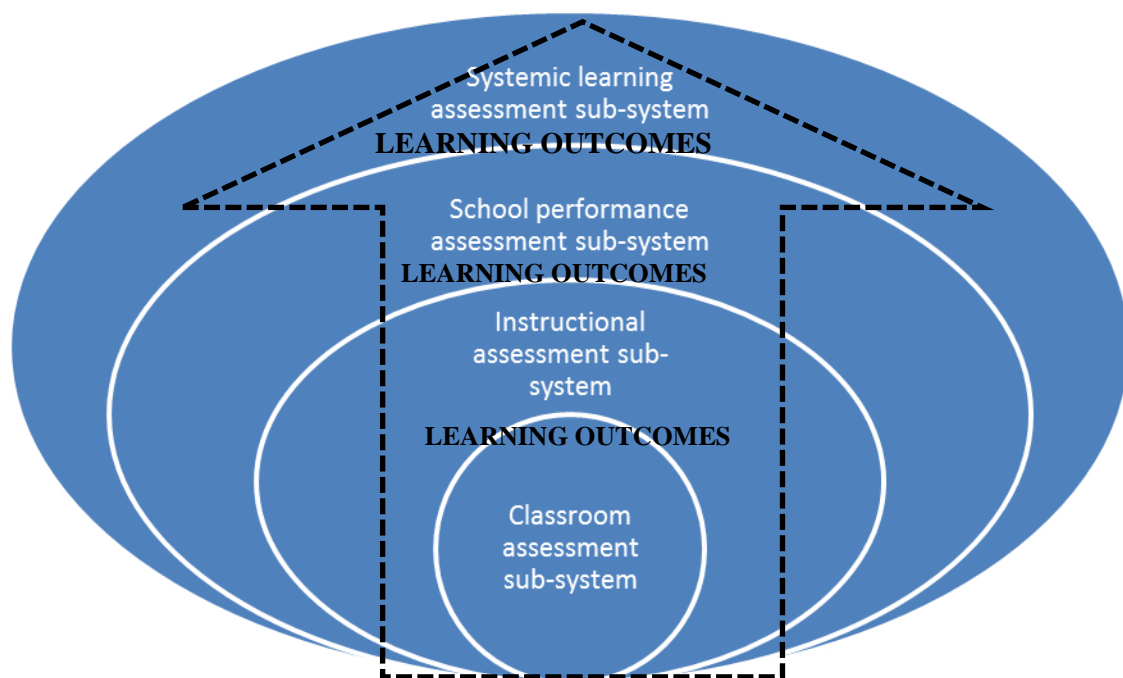 Systemic learning
assessment sub-system
LEARNING OUTCOMES
School performance
assessment sub-system
LEARNING OUTCOMES
Instructional
assessment sub-
system
LEARNING OUTCOMES
Classroom
assessment
sub-system